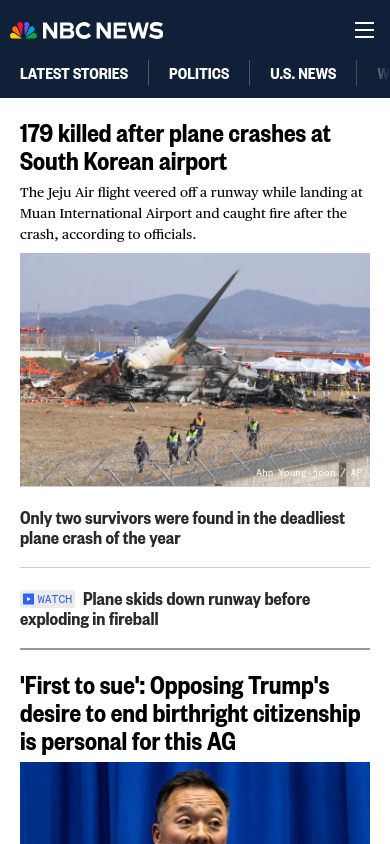 NBC NEWS
LATEST STORIES
POLITICS
U.S. NEWS
179 killed after plane crashes at
South Korean airport
The Jeju Air flight veered off a runway while landing at
Muan International Airport and caught fire after the
crash, according to officials.
Ahn Young-joon / AP
Only two survivors were found in the deadliest
plane crash of the year
WATCH Plane skids down runway before
exploding in fireball
'First to sue': Opposing Trump's
desire to end birthright citizenship
is personal for this AG